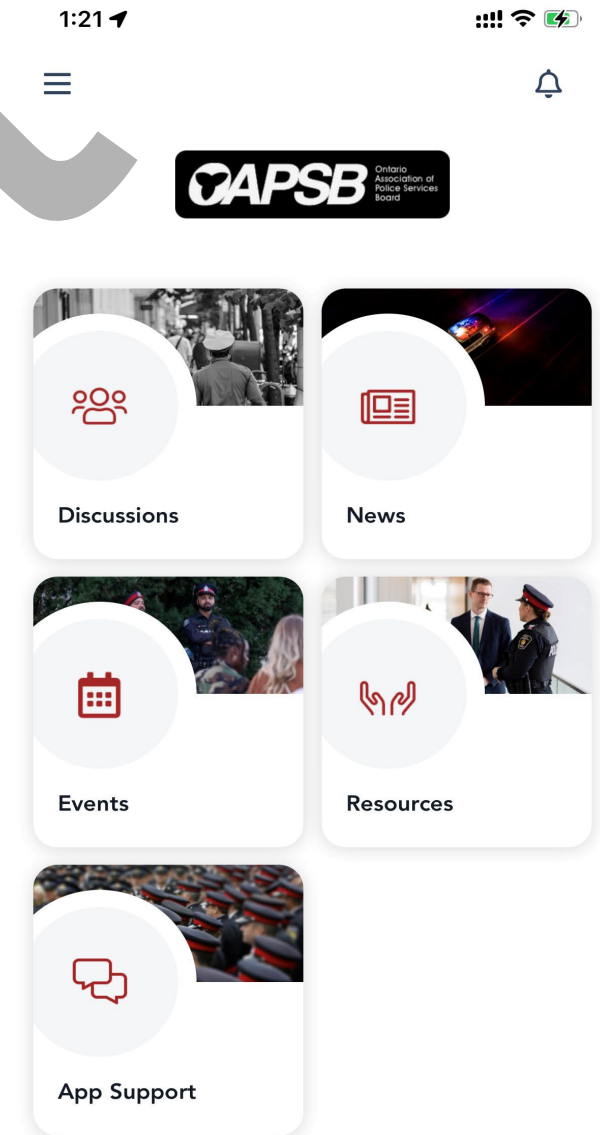 1:21
OAPSB
Ontario
Association of
Police Services
Board
Discussions
News
Events
Resources
App Support